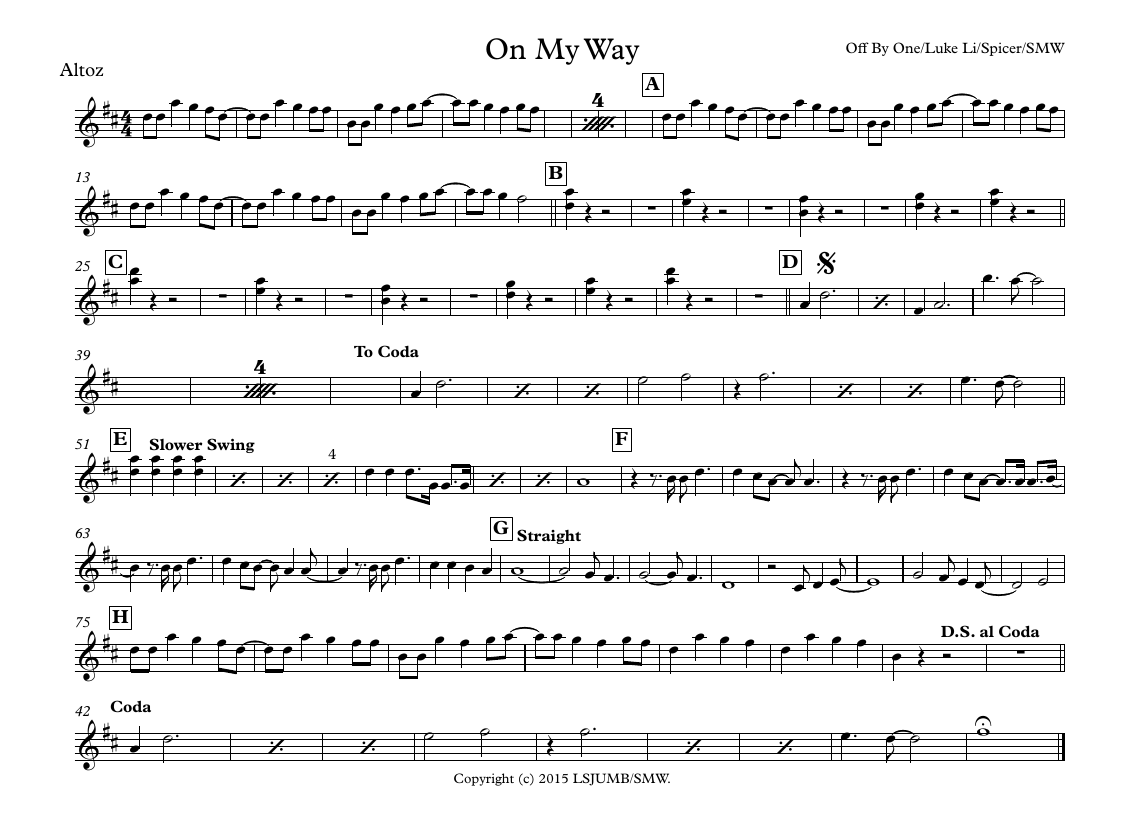 On My Way
Off By One/Luke Li/Spicer/SMW
Altoz
A
4
4
4
13
B
25
C
D
39
4
To Coda
51
E
Slower Swing
4
F
63
G
Straight
75
H
D.S. al Coda
42
Coda
Copyright (c) 2015 LSJUMB/SMW.